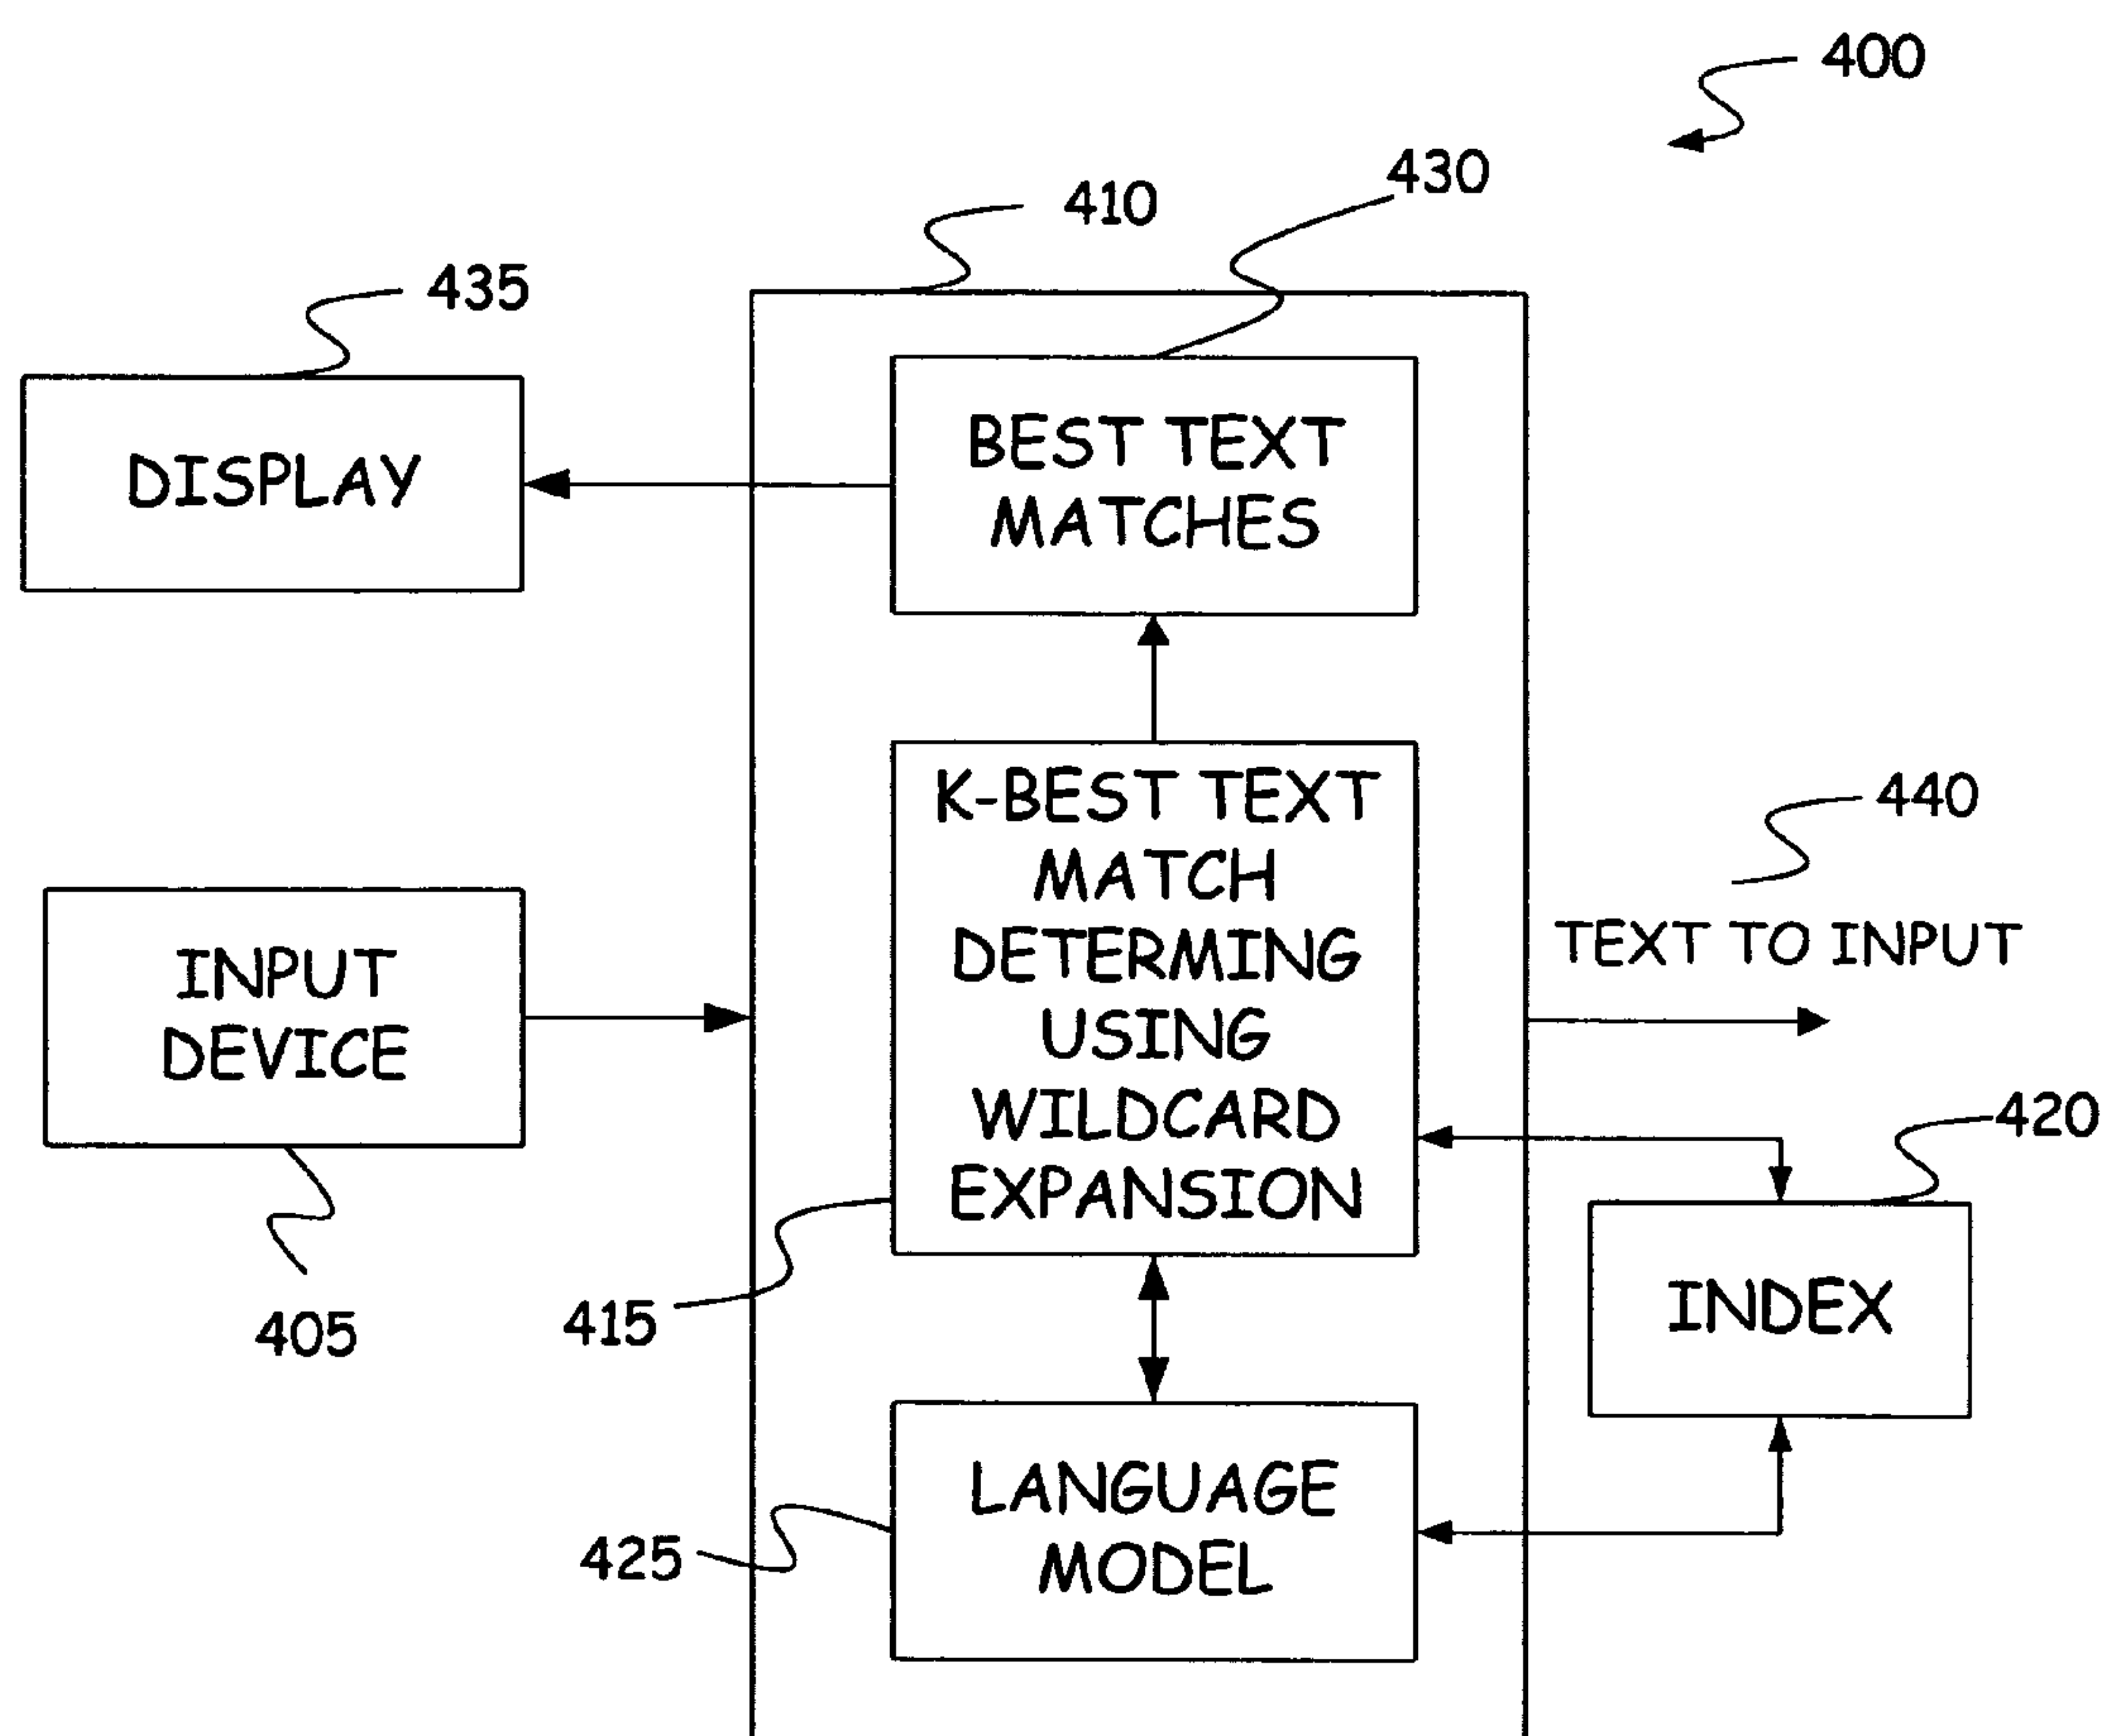 400
430
410
435
BEST TEXT
MATCHES
DISPLAY
K-BEST TEXT
MATCH
DETERMING
USING
WILDCARD
EXPANSION
440
TEXT TO INPUT
INPUT
DEVICE
405
415
420
INDEX
LANGUAGE
MODEL
425